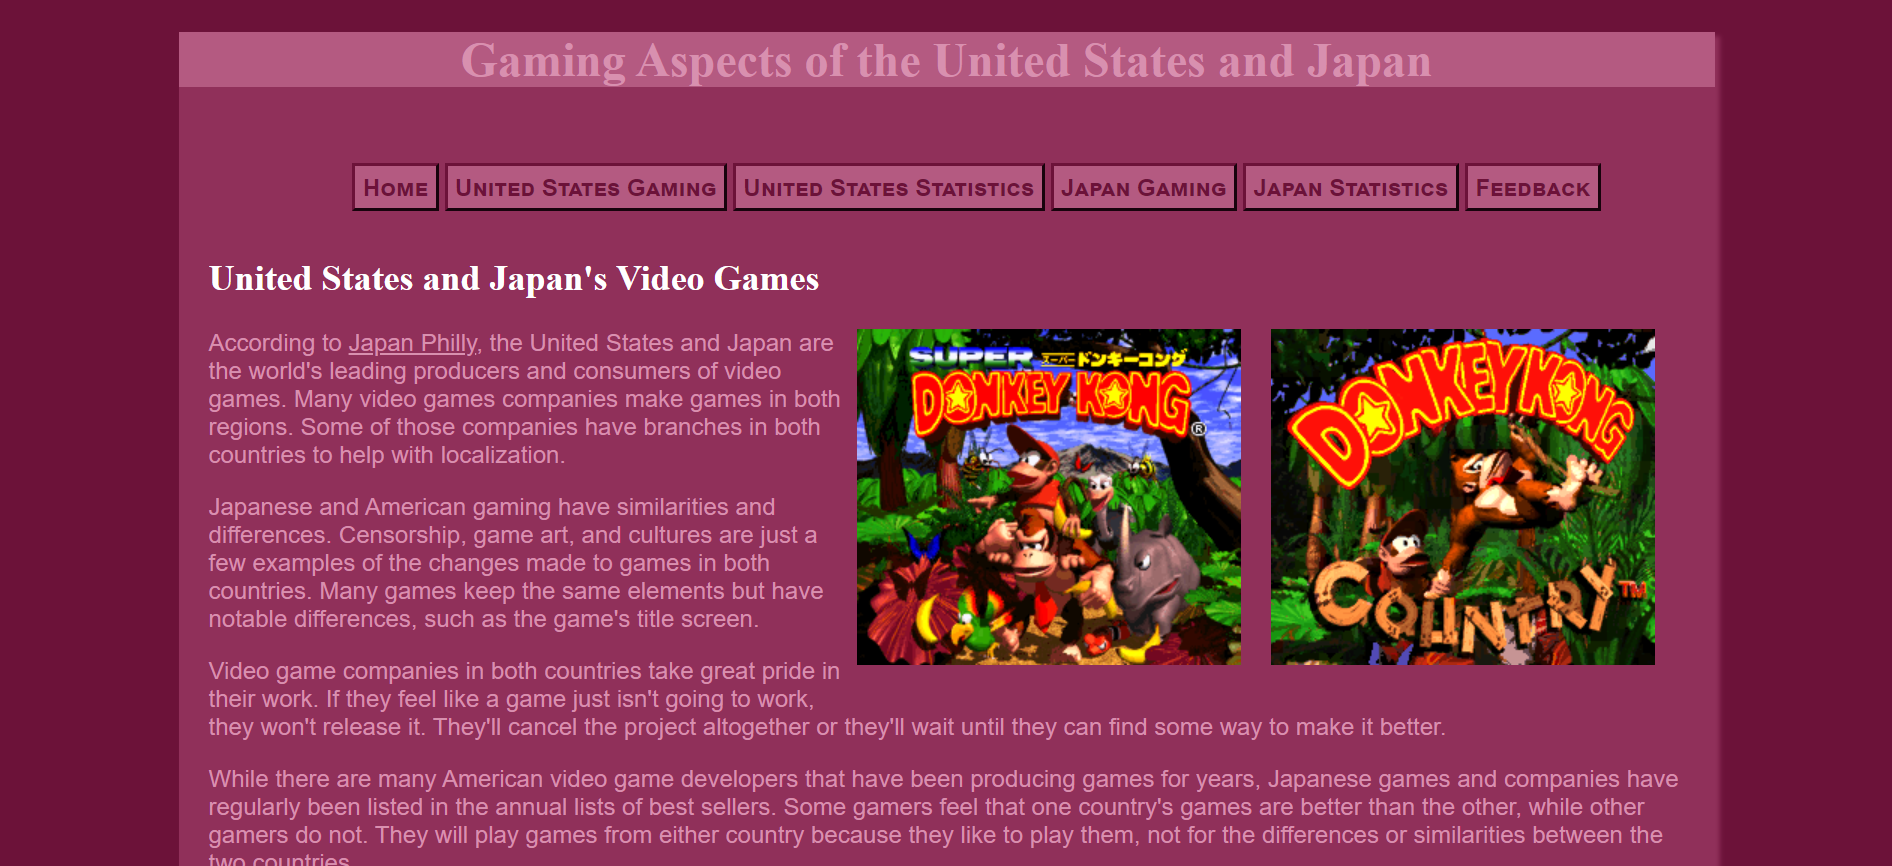 Gaming Aspects of the United States and Japan
Home United States Gaming United States Statistics Japan Gaming Japan Statistics Feedback
United States and Japan's Video Games
According to Japan Philly, the United States and Japan are
the world's leading producers and consumers of video
games. Many video games companies make games in both
regions. Some of those companies have branches in both
countries to help with localization.
Japanese and American gaming have similarities and
differences. Censorship, game art, and cultures are just a
few examples of the changes made to games in both
countries. Many games keep the same elements but have
notable differences, such as the game's title screen.
Video game companies in both countries take great pride in
their work. If they feel like a game just isn't going to work,
they won't release it. They'll cancel the project altogether or they'll wait until they can find some way to make it better.
SUPER スーパードンキーコング
DONKEY KONG®
DONKEY KONG
COUNTRY™
While there are many American video game developers that have been producing games for years, Japanese games and companies have
regularly been listed in the annual lists of best sellers. Some gamers feel that one country's games are better than the other, while other
gamers do not. They will play games from either country because they like to play them, not for the differences or similarities between the
two countries.